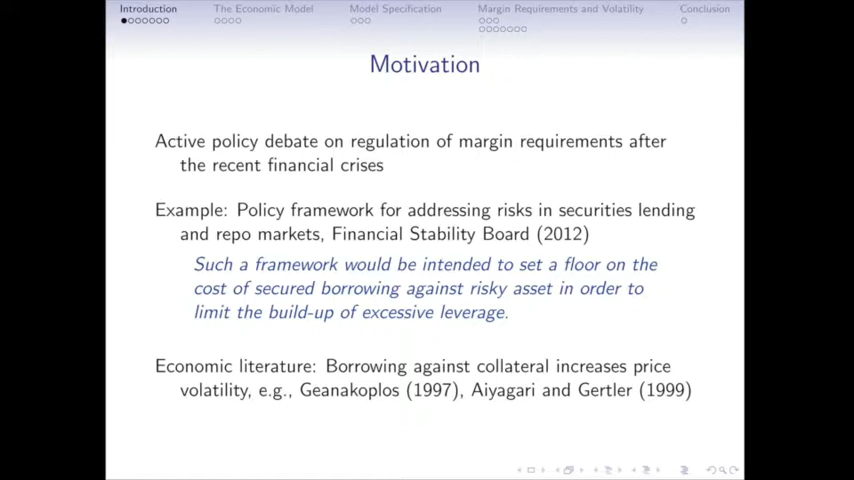 Introduction The Economic Model Model Specification Margin Requirements and Volatility Conclusion
Motivation
Active policy debate on regulation of margin requirements after
the recent financial crises
Example: Policy framework for addressing risks in securities lending
and repo markets, Financial Stability Board (2012)
Such a framework would be intended to set a floor on the
cost of secured borrowing against risky asset in order to
limit the build-up of excessive leverage.
Economic literature: Borrowing against collateral increases price
volatility, e.g., Geanakoplos (1997), Aiyagari and Gertler (1999)